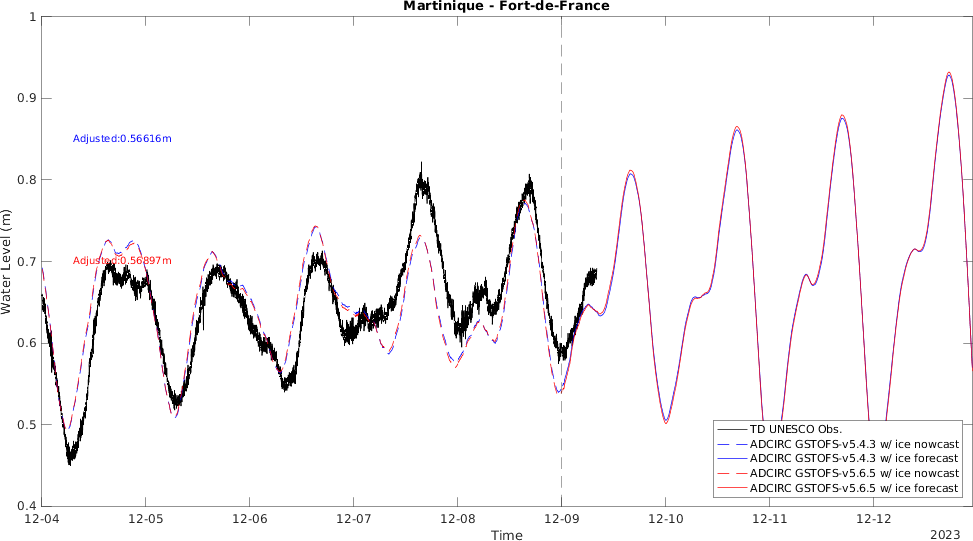 Martinique - Fort-de-France
1
0.9
0.8
0.7
0.6
0.5
0.4
Water Level (m)
Adjusted:0.56616m
Adjusted:0.56897m
TD UNESCO Obs.
ADCIRC GSTOFS-v5.4.3 w/ ice nowcast
ADCIRC GSTOFS-v5.4.3 w/ ice forecast
ADCIRC GSTOFS-v5.6.5 w/ ice nowcast
ADCIRC GSTOFS-v5.6.5 w/ ice forecast
12-04 12-05 12-06 12-07 12-08 12-09 12-10 12-11 12-12
Time
2023